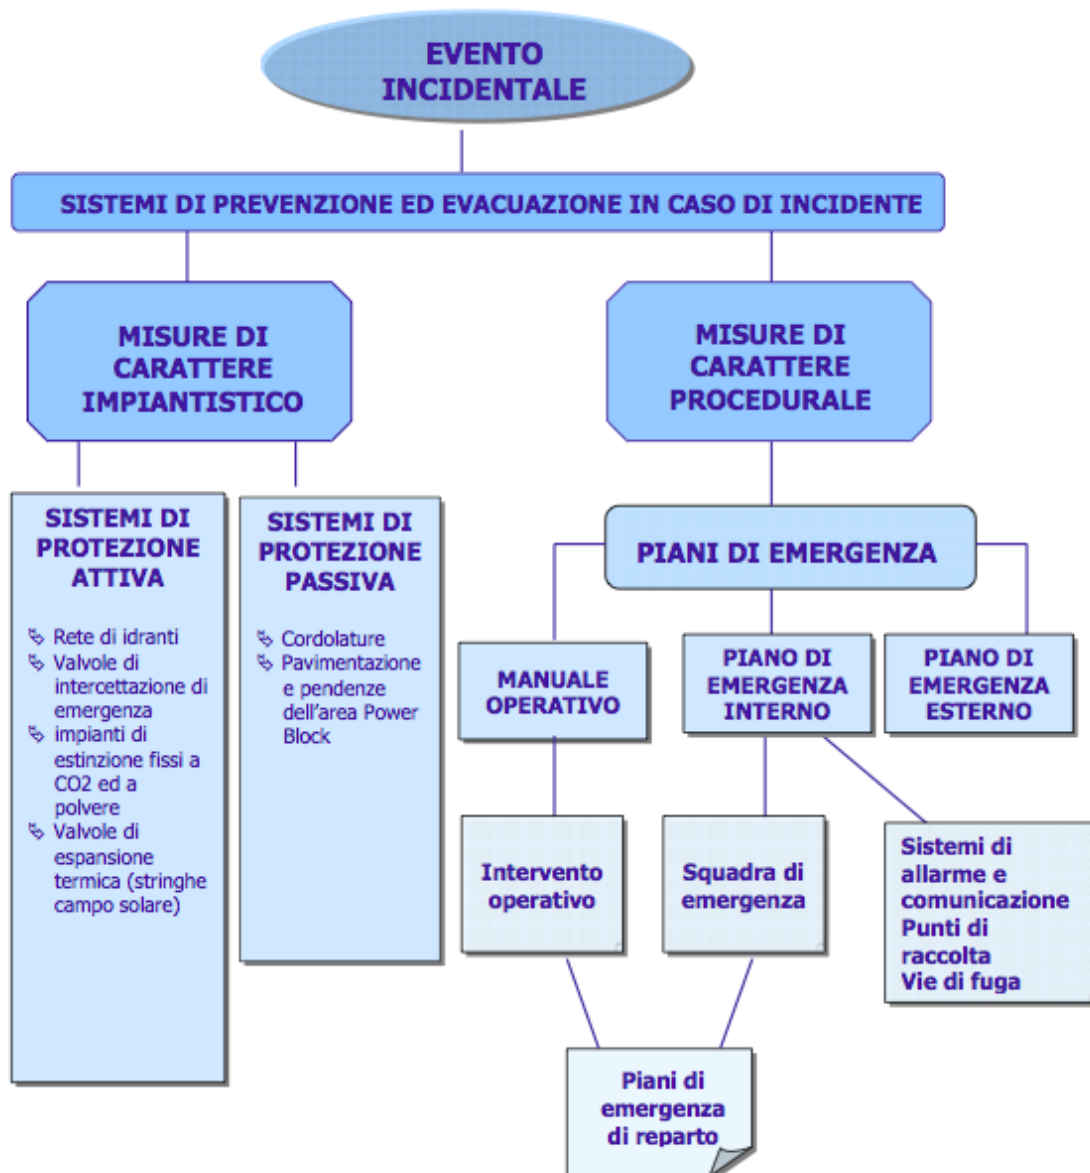 EVENTO
INCIDENTALE
SISTEMI DI PREVENZIONE ED EVACUAZIONE IN CASO DI INCIDENTE
MISURE DI
CARATTERE
IMPIANTISTICO
MISURE DI
CARATTERE
PROCEDURALE
SISTEMI DI
PROTEZIONE
ATTIVA
Rete di idranti
Valvole di
intercettazione di
emergenza
impianti di
estinzione fissi a
CO2 ed a
polvere
Valvole di
espansione
termica (stringhe
campo solare)
SISTEMI DI
PROTEZIONE
PASSIVA
Cordolature
Pavimentazione
e pendenze
dell'area Power
Block
PIANI DI EMERGENZA
MANUALE
OPERATIVO
PIANO DI
EMERGENZA
INTERNO
PIANO DI
EMERGENZA
ESTERNO
Intervento
operativo
Squadra di
emergenza
Sistemi di
allarme e
comunicazione
Punti di
raccolta
Vie di fuga
Piani di
emergenza
di reparto